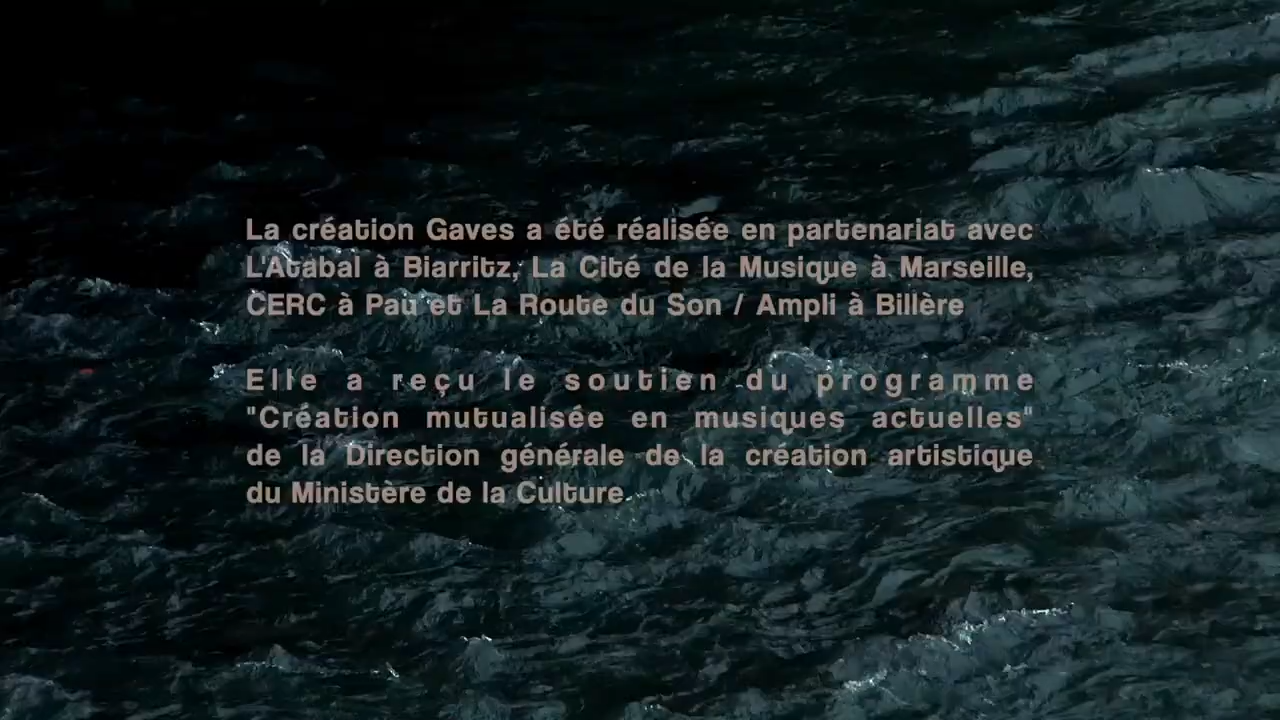 La création Gaves a été réalisée en partenariat avec
L'Atabal à Biarritz, La Cité de la Musique à Marseille,
CERC à Pau et La Route du Son / Ampli à Billère
Elle a reçu le soutien du programme
"Création mutualisée en musiques actuelles"
de la Direction générale de la création artistique
du Ministère de la Culture